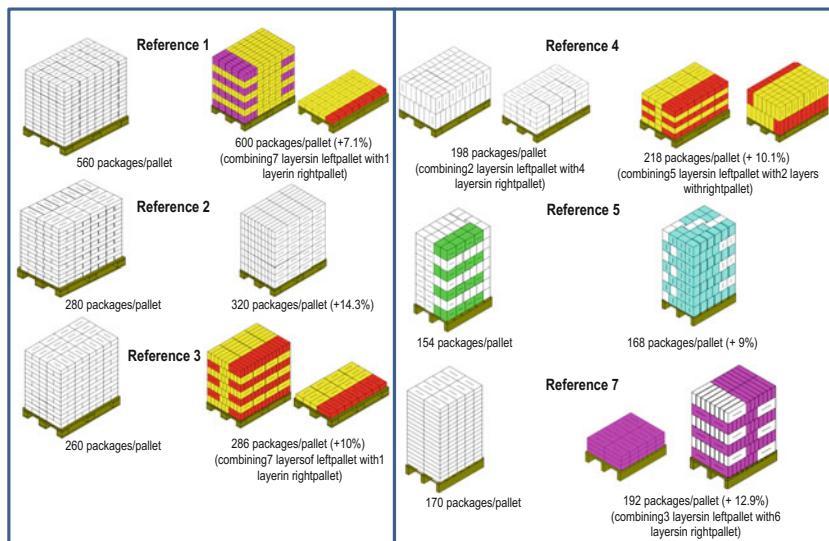 Reference 1
560 packages/pallet
600 packages/pallet (+7.1%)
(combining7 layersin leftpallet with1
layerin rightpallet)
Reference 2
280 packages/pallet
320 packages/pallet (+14.3%)
Reference 3
260 packages/pallet
286 packages/pallet (+10%)
(combining7 layersof leftpallet with1
layerin rightpallet)
Reference 4
198 packages/pallet
(combining2 layersin leftpallet with4
layersin rightpallet)
218 packages/pallet (+ 10.1%)
(combining5 layersin leftpallet with2 layers
withrightpallet)
Reference 5
154 packages/pallet
168 packages/pallet (+ 9%)
Reference 7
170 packages/pallet
192 packages/pallet (+ 12.9%)
(combining3 layersin leftpallet with6
layersin rightpallet)